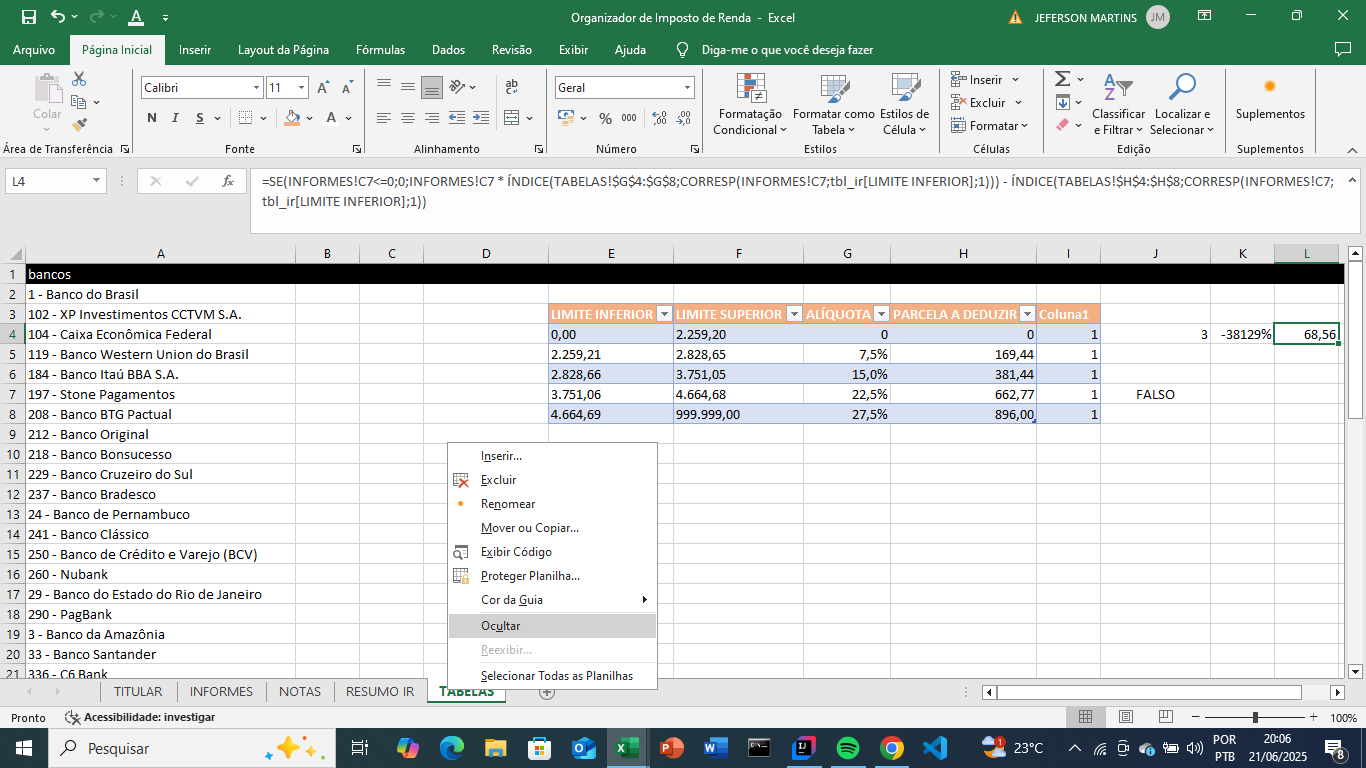 Organizador de Imposto de Renda - Excel
JEFERSON MARTINS
JM
Arquivo
Página Inicial
Inserir
Layout da Página
Fórmulas
Dados
Revisão
Exibir
Ajuda
Diga-me o que você deseja fazer
Colar
Área de Transferência
Calibri
11
N I S
Fonte
Alinhamento
Geral
% 000
Número
Formatação Condicional
Formatar como Tabela
Estilos de Célula
Estilos
Inserir
Excluir
Formatar
Células
Classificar e Filtrar
Localizar e Selecionar
Edição
Suplementos
Suplementos
L4
fx
=SE(INFORMES!C7<=0;0;INFORMES!C7 * ÍNDICE(TABELAS!$G$4:$G$8;CORRESP(INFORMES!C7;tbl_ir[LIMITE INFERIOR];1))) - ÍNDICE(TABELAS!$H$4:$H$8;CORRESP(INFORMES!C7;
tbl_ir[LIMITE INFERIOR];1))
A B C D E F G H I J K L
1 bancos
2 1 - Banco do Brasil
3 102 - XP Investimentos CCTVM S.A. LIMITE INFERIOR LIMITE SUPERIOR ALÍQUOTA PARCELA A DEDUZIR Coluna1
4 104 - Caixa Econômica Federal 0,00 2.259,20 0 0 1 3 -38129% 68,56
5 119 - Banco Western Union do Brasil 2.259,21 2.828,65 7,5% 169,44 1
6 184 - Banco Itaú BBA S.A. 2.828,66 3.751,05 15,0% 381,44 1
7 197 - Stone Pagamentos 3.751,06 4.664,68 22,5% 662,77 1 FALSO
8 208 - Banco BTG Pactual 4.664,69 999.999,00 27,5% 896,00 1
9 212 - Banco Original
10 218 - Banco Bonsucesso
11 229 - Banco Cruzeiro do Sul
12 237 - Banco Bradesco
13 24 - Banco de Pernambuco
14 241 - Banco Clássico
15 250 - Banco de Crédito e Varejo (BCV)
16 260 - Nubank
17 29 - Banco do Estado do Rio de Janeiro
18 290 - PagBank
19 3 - Banco da Amazônia
20 33 - Banco Santander
21 336 - C6 Bank
Inserir...
Excluir
Renomear
Mover ou Copiar...
Exibir Código
Proteger Planilha...
Cor da Guia
Ocultar
Reexibir...
Selecionar Todas as Planilhas
TITULAR
INFORMES
NOTAS
RESUMO IR
TABELAS
Pronto
Acessibilidade: investigar
100%
Pesquisar
1
23°C
POR
PTB
20:06
21/06/2025
8